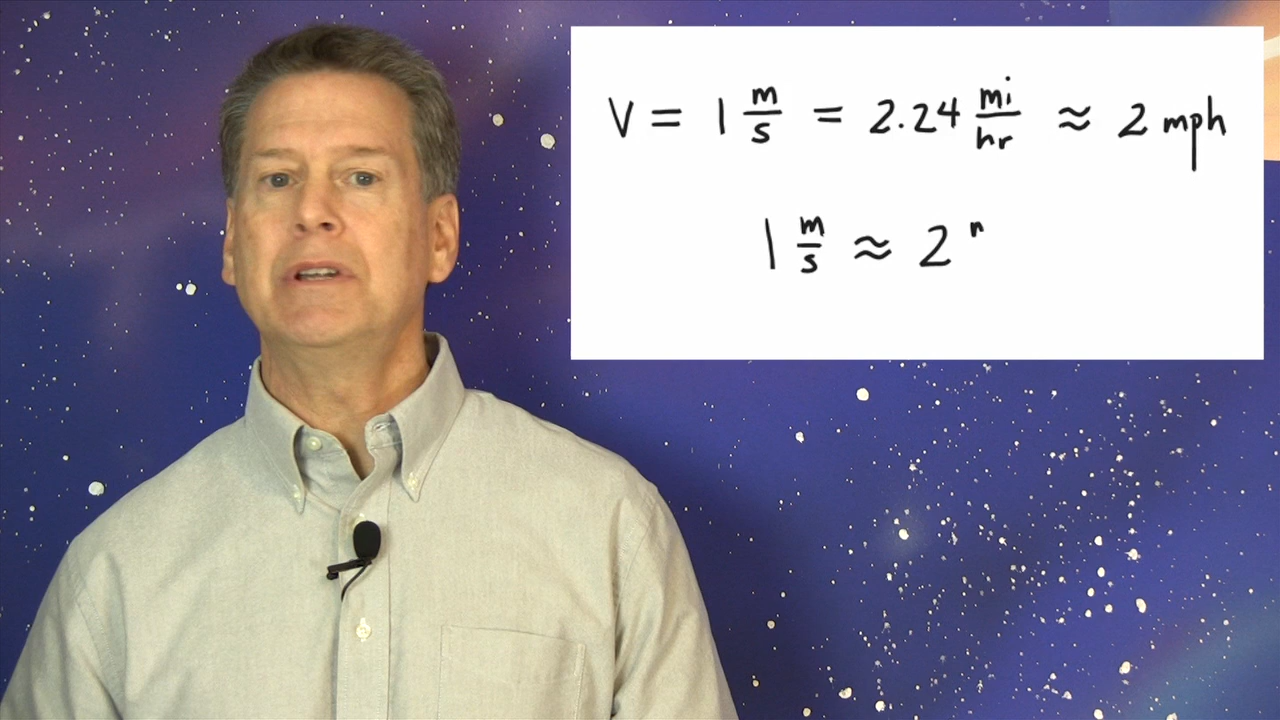 V = 1 m/s = 2.24 mi/hr ≈ 2 mph
1 m/s ≈ 2 n